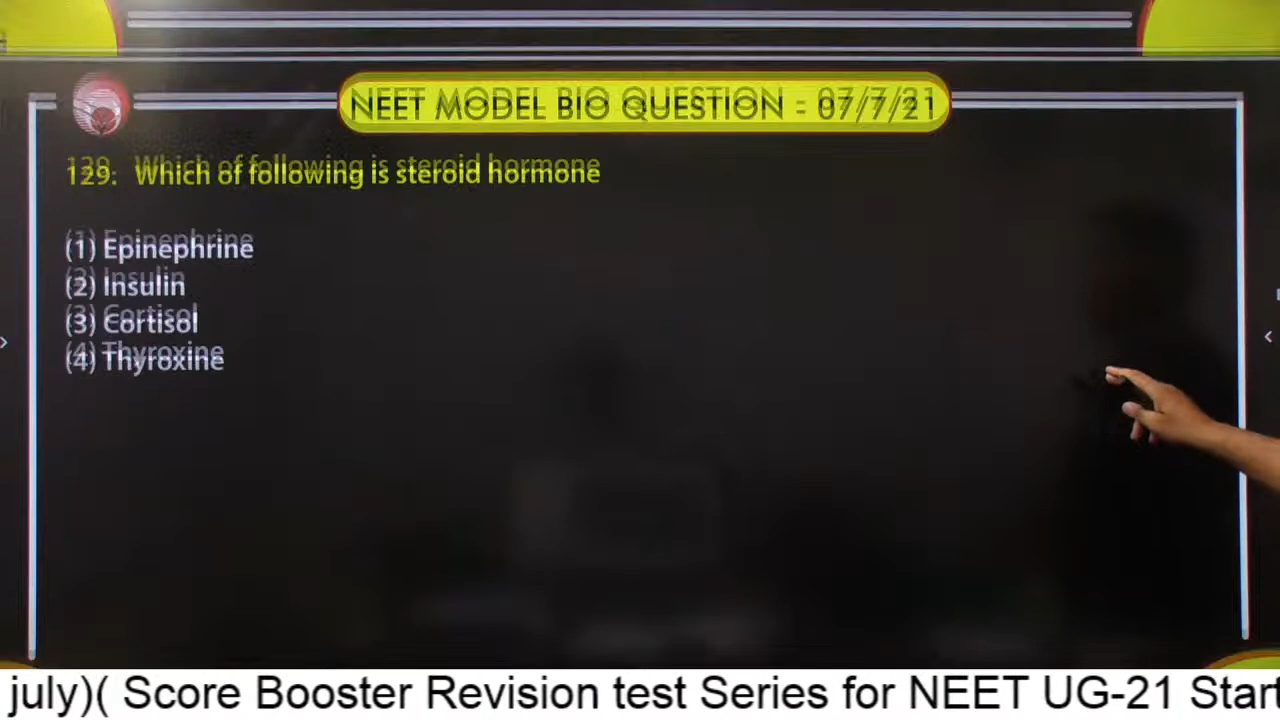 NEET MODEL BIO QUESTION = 07/7/21
129. Which of following is steroid hormone
(1) Epinephrine
(2) Insulin
(3) Cortisol
(4) Thyroxine
july)( Score Booster Revision test Series for NEET UG-21 Start